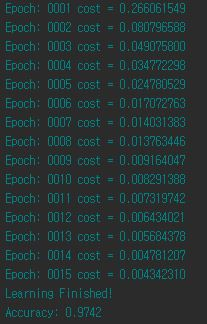 Epoch: 0001 cost = 0.266061549
Epoch: 0002 cost = 0.080796588
Epoch: 0003 cost = 0.049075800
Epoch: 0004 cost = 0.034772298
Epoch: 0005 cost = 0.024780529
Epoch: 0006 cost = 0.017072763
Epoch: 0007 cost = 0.014031383
Epoch: 0008 cost = 0.013763446
Epoch: 0009 cost = 0.009164047
Epoch: 0010 cost = 0.008291388
Epoch: 0011 cost = 0.007319742
Epoch: 0012 cost = 0.006434021
Epoch: 0013 cost = 0.005684378
Epoch: 0014 cost = 0.004781207
Epoch: 0015 cost = 0.004342310
Learning Finished!
Accuracy: 0.9742